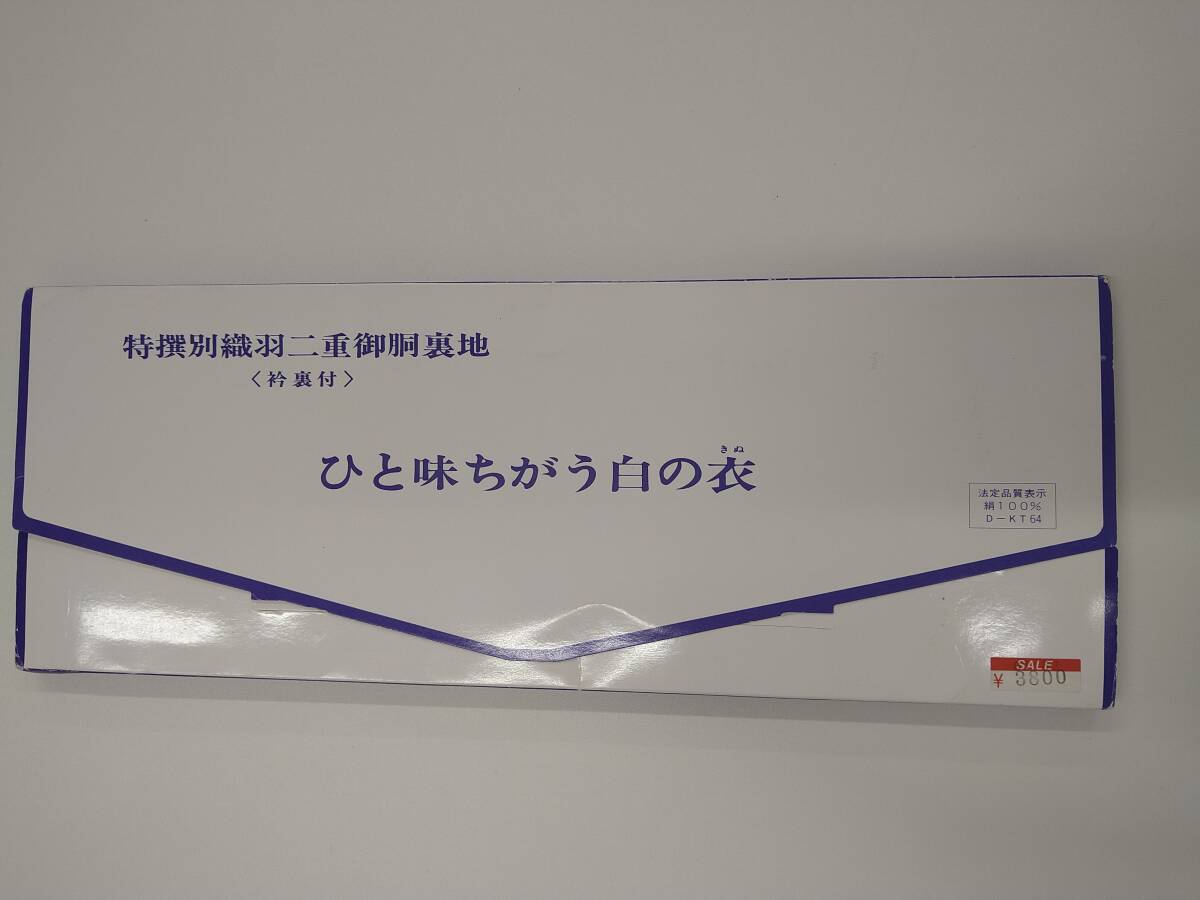 特撰別織羽二重御胴裏地
〈衿裏付〉
きぬ
ひと味ちがう白の衣
法定品質表示
絹100%
D-KT64
SALE
¥ 3800